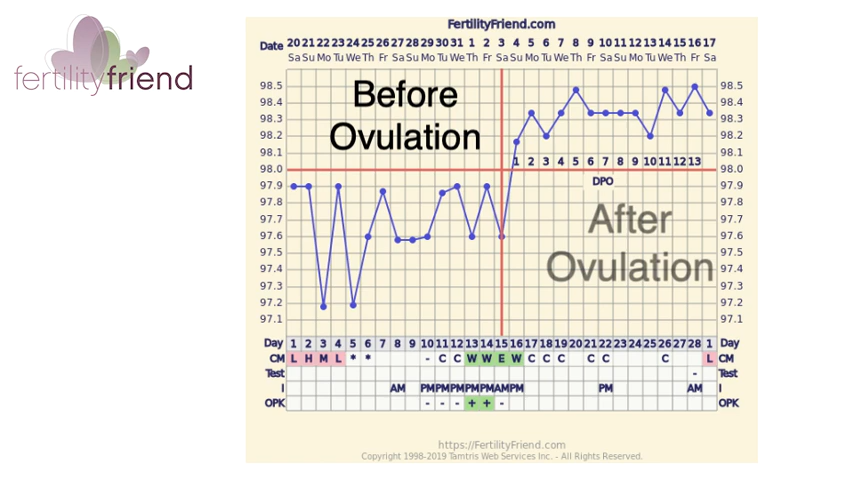 fertilityfriend
FertilityFriend.com
Date 20 21 22 23 24 25 26 27 28 29 30 31 1 2 3 4 5 6 7 8 9 10 11 12 13 14 15 16 17
Sa Su Mo Tu We Th Fr Sa Su Mo Tu We Th Fr Sa Su Mo Tu We Th Fr Sa Su Mo Tu We Th Fr Sa
98.5 98.5
98.4 98.4
Before
98.3 98.3
98.2 98.2
Ovulation
98.1 1 2 3 4 5 6 7 8 9 10 11 12 13 98.1
98.0 98.0
DPO
97.9 97.9
97.8 97.8
97.7 97.7
After
97.6 97.6
97.5 97.5
97.4 97.4
Ovulation
97.3 97.3
97.2 97.2
97.1 97.1
Day 1 2 3 4 5 6 7 8 9 10 11 12 13 14 15 16 17 18 19 20 21 22 23 24 25 26 27 28 1 Day
CM L H M L * * - C C W W E W C C C C C C L CM
Test - Test
I AM PM PM PM PM PM AM PM PM AM I
OPK - - - + + - OPK
https://FertilityFriend.com
Copyright 1998-2019 Tamtris Web Services Inc. - All Rights Reserved.